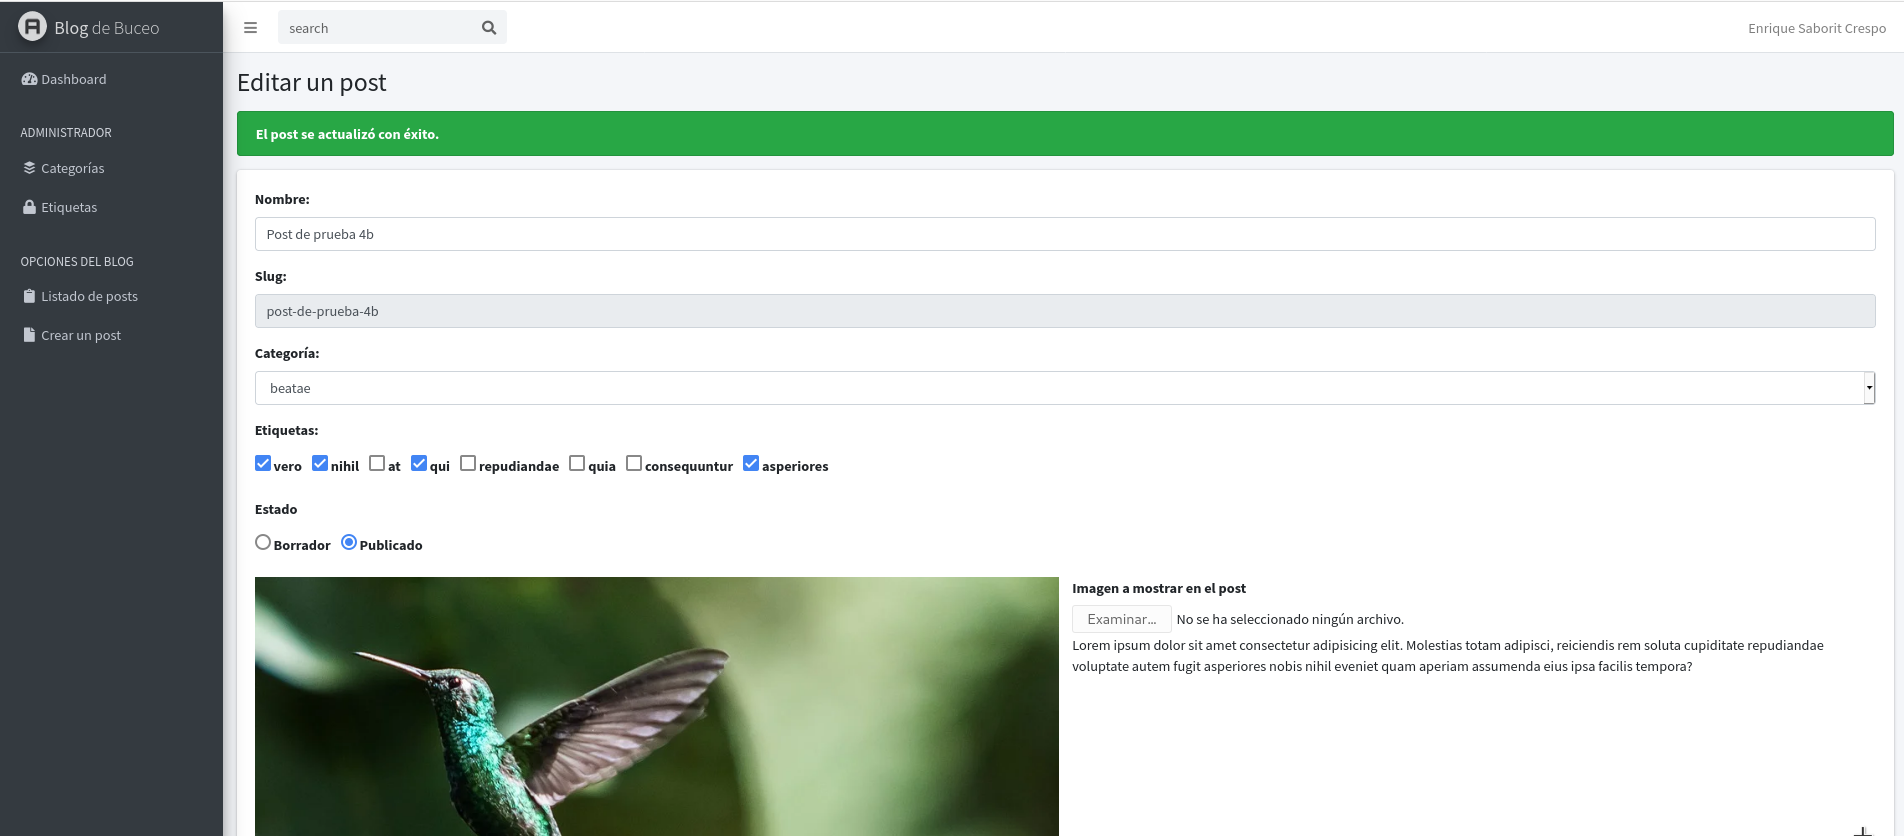 Blog de Buceo
search
Enrique Saborit Crespo
Dashboard
ADMINISTRADOR
Categorías
Etiquetas
OPCIONES DEL BLOG
Listado de posts
Crear un post
Editar un post
El post se actualizó con éxito.
Nombre:
Post de prueba 4b
Slug:
post-de-prueba-4b
Categoría:
beatae
Etiquetas:
vero nihil at qui repudiandae quia consequuntur asperiores
Estado
Borrador Publicado
Imagen a mostrar en el post
Examinar... No se ha seleccionado ningún archivo.
Lorem ipsum dolor sit amet consectetur adipisicing elit. Molestias totam adipisci, reiciendis rem soluta cupiditate repudiandae
voluptate autem fugit asperiores nobis nihil eveniet quam aperiam assumenda eius ipsa facilis tempora?